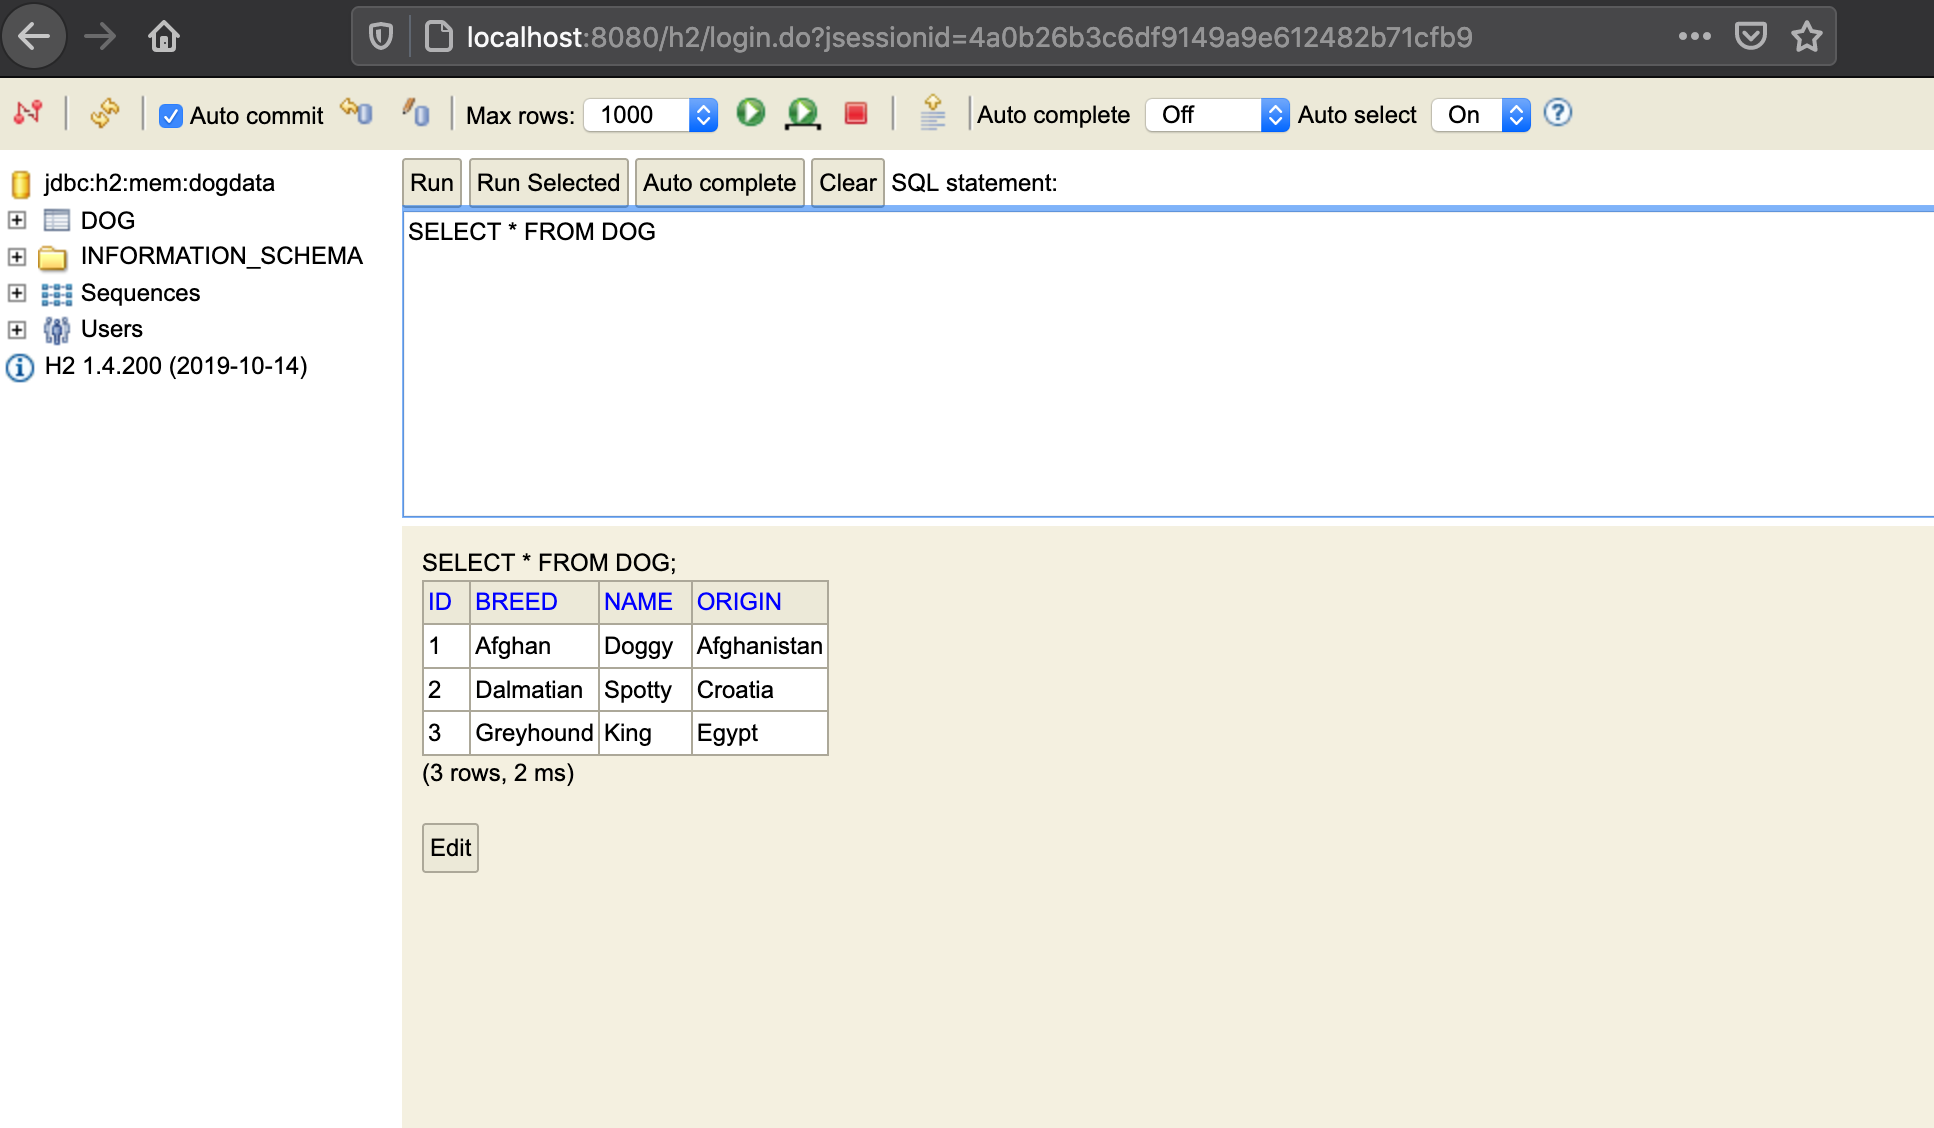 localhost:8080/h2/login.do?jsessionid=4a0b26b3c6df9149a9e612482b71cfb9
Auto commit Max rows: 1000 Auto complete Off Auto select On ?
jdbc:h2:mem:dogdata
DOG
INFORMATION_SCHEMA
Sequences
Users
H2 1.4.200 (2019-10-14)
Run Run Selected Auto complete Clear SQL statement:
SELECT * FROM DOG
SELECT * FROM DOG;
ID BREED NAME ORIGIN
1 Afghan Doggy Afghanistan
2 Dalmatian Spotty Croatia
3 Greyhound King Egypt
(3 rows, 2 ms)
Edit